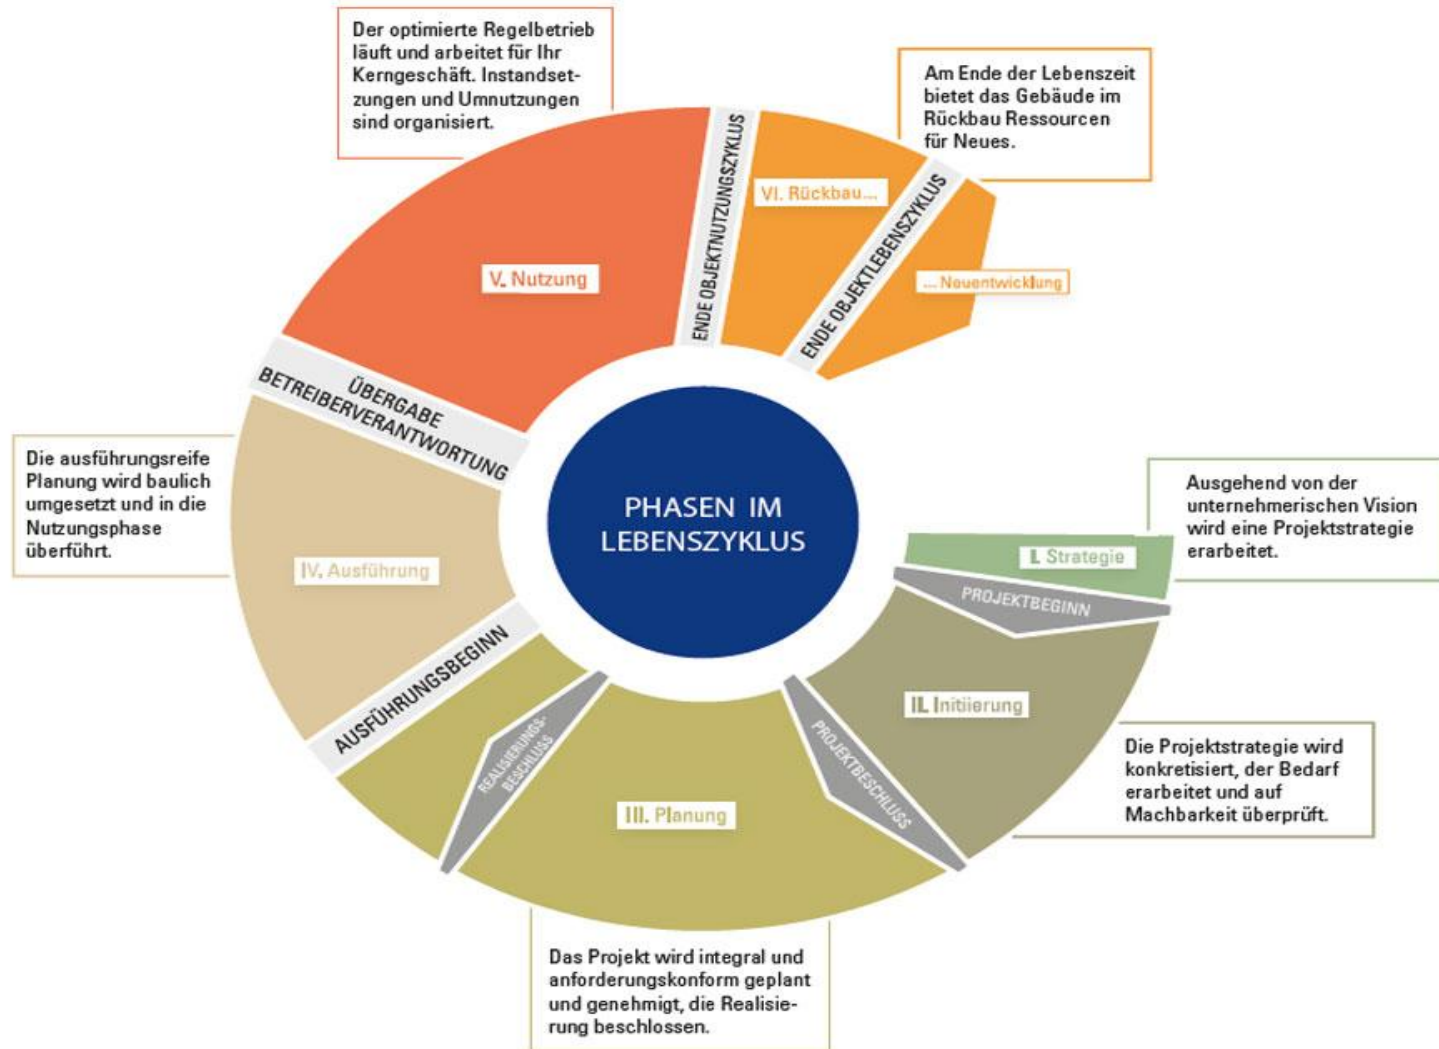 Der optimierte Regelbetrieb
läuft und arbeitet für Ihr
Kerngeschäft. Instandset-
zungen und Umnutzungen
sind organisiert.
Am Ende der Lebenszeit
bietet das Gebäude im
Rückbau Ressourcen
für Neues.
ENDE OBJEKTNUTZUNGSZYKLUS
VI. Rückbau...
ENDE OBJEKTLEBENSZYKLUS
... Neuentwicklung
V. Nutzung
ÜBERGABE
BETREIBERVERANTWORTUNG
Die ausführungsreife
Planung wird baulich
umgesetzt und in die
Nutzungsphase
überführt.
IV. Ausführung
PHASEN IM
LEBENSZYKLUS
Ausgehend von der
unternehmerischen Vision
wird eine Projektstrategie
erarbeitet.
I. Strategie
PROJEKTBEGINN
II. Initiierung
Die Projektstrategie wird
konkretisiert, der Bedarf
erarbeitet und auf
Machbarkeit überprüft.
PROJEKTBESCHLUSS
AUSFÜHRUNGSBEGINN
REALISIERUNGS-
BESCHLUSS
III. Planung
Das Projekt wird integral und
anforderungskonform geplant
und genehmigt, die Realisie-
rung beschlossen.